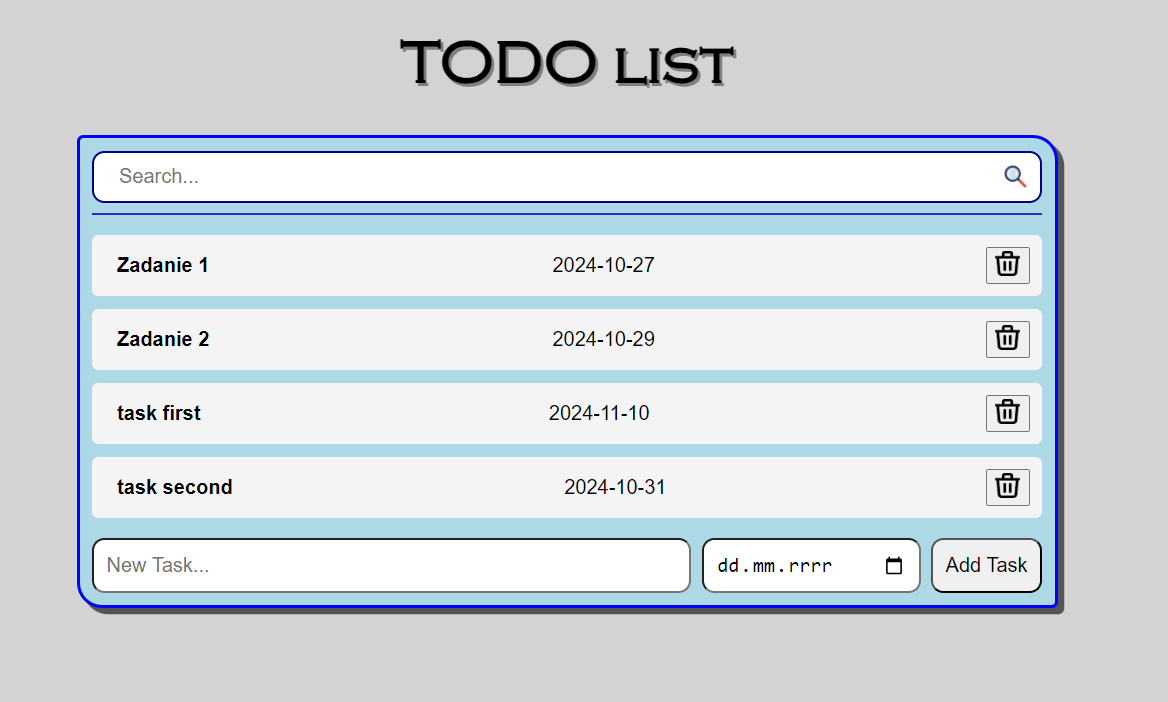 TODO LIST
Search...
Zadanie 1 2024-10-27
Zadanie 2 2024-10-29
task first 2024-11-10
task second 2024-10-31
New Task... dd.mm.rrrr Add Task